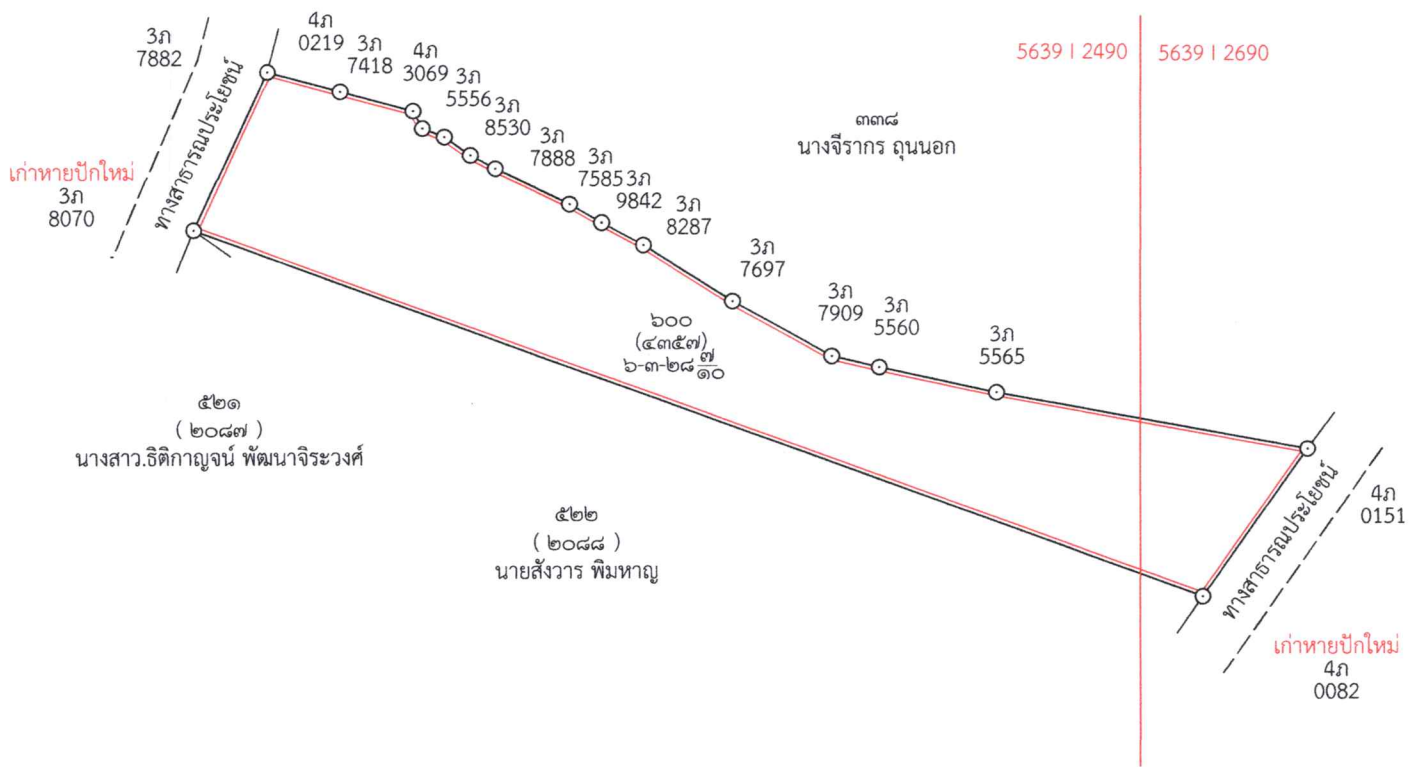 3ภ
7882
ทางสาธารณประโยชน์
4ภ
0219
3ภ
7418
4ภ
3069
3ภ
5556
3ภ
8530
3ภ
7888
3ภ
7585
3ภ
9842
3ภ
8287
3ภ
7697
3ภ
7909
3ภ
5560
3ภ
5565
5639 I 2490
5639 I 2690
๓๓๘
นางจีรากร ถุนนอก
เก่าหายปักใหม่
3ภ
8070
๖๐๐
(๔๓๕๗)
๖-๓-๒๘ ๗/๑๐
๕๒๑
( ๒๐๘๗ )
นางสาว.ธิติกาญจน์ พัฒนาจิระวงศ์
๕๒๒
( ๒๐๘๘ )
นายสังวาร พิมหาญ
ทางสาธารณประโยชน์
4ภ
0151
เก่าหายปักใหม่
4ภ
0082